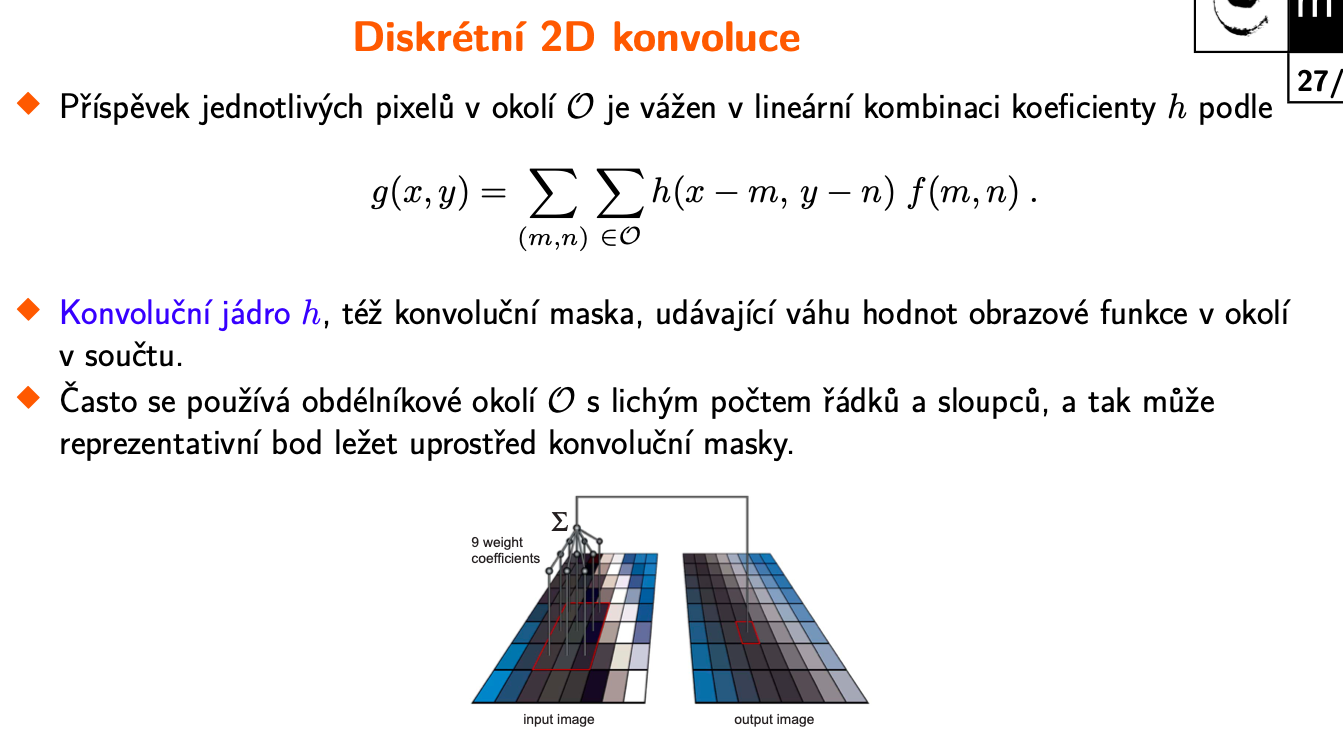 Diskrétní 2D konvoluce
m
27/
Příspěvek jednotlivých pixelů v okolí 𝒪 je vážen v lineární kombinaci koeficienty h podle
g(x, y) = ∑ ∑ h(x − m, y − n) f(m, n) .
(m,n) ∈𝒪
Konvoluční jádro h, též konvoluční maska, udávající váhu hodnot obrazové funkce v okolí
v součtu.
Často se používá obdélníkové okolí 𝒪 s lichým počtem řádků a sloupců, a tak může
reprezentativní bod ležet uprostřed konvoluční masky.
Σ
9 weight
coefficients
input image
output image